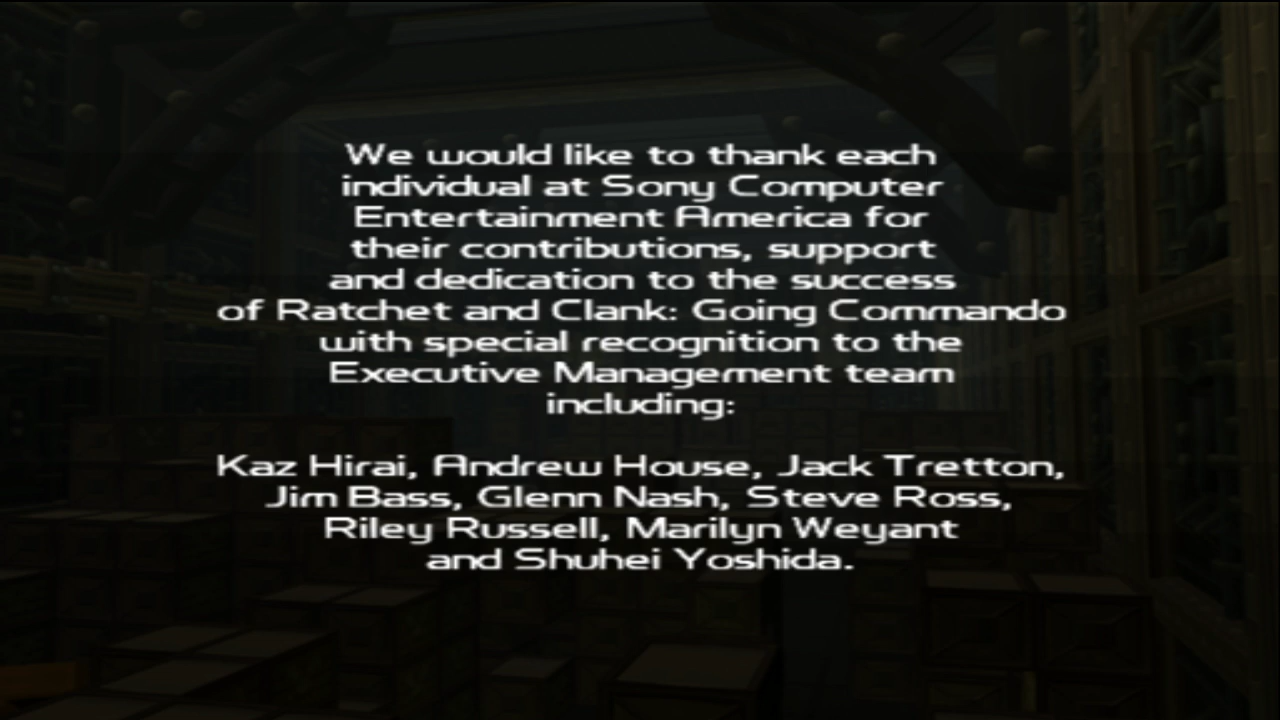 We would like to thank each
individual at Sony Computer
Entertainment America for
their contributions, support
and dedication to the success
of Ratchet and Clank: Going Commando
with special recognition to the
Executive Management team
including:
Kaz Hirai, Andrew House, Jack Tretton,
Jim Bass, Glenn Nash, Steve Ross,
Riley Russell, Marilyn Weyant
and Shuhei Yoshida.